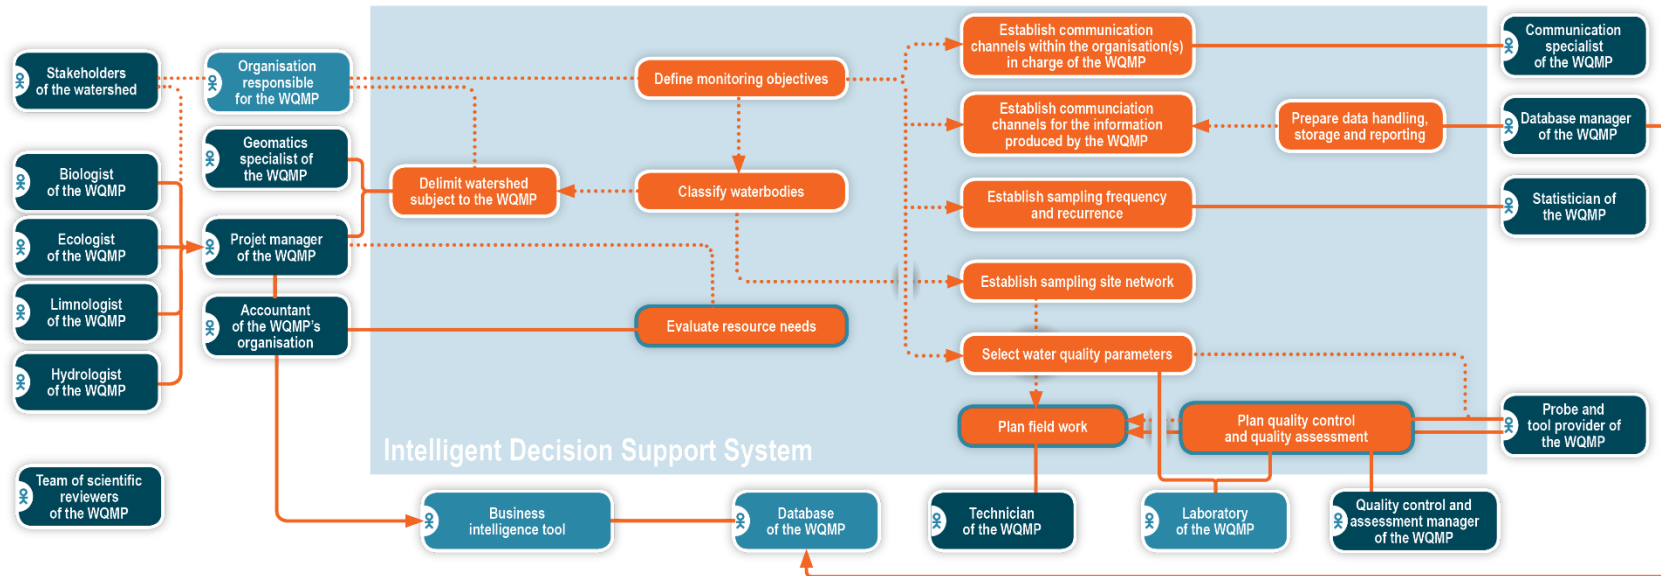 Stakeholders
of the watershed
Organisation
responsible
for the WQMP
Define monitoring objectives
Establish communication
channels within the organisation(s)
in charge of the WQMP
Communication
specialist
of the WQMP
Geomatics
specialist of
the WQMP
Establish communciation
channels for the information
produced by the WQMP
Prepare data handling,
storage and reporting
Database manager
of the WQMP
Biologist
of the WQMP
Delimit watershed
subject to the WQMP
Classify waterbodies
Establish sampling frequency
and recurrence
Statistician of
the WQMP
Ecologist
of the WQMP
Projet manager
of the WQMP
Establish sampling site network
Limnologist
of the WQMP
Accountant
of the WQMP's
organisation
Evaluate resource needs
Select water quality parameters
Hydrologist
of the WQMP
Plan field work
Plan quality control
and quality assessment
Probe and
tool provider of
the WQMP
Intelligent Decision Support System
Team of scientific
reviewers
of the WQMP
Business
intelligence tool
Database
of the WQMP
Technician
of the WQMP
Laboratory
of the WQMP
Quality control and
assessment manager
of the WQMP